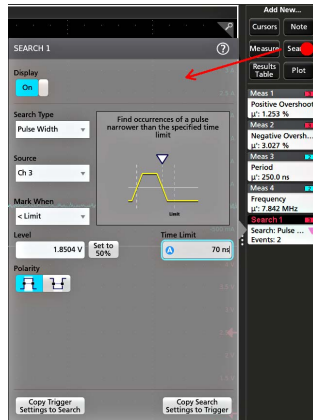 Add New...
Cursors
Note
SEARCH 1
?
Measure
Sear
Display
Results
Table
Plot
On
Search Type
Pulse Width
Find occurrences of a pulse width
narrower than the specified time
limit
Limit
Source
Ch 3
Mark When
< Limit
Level
Time Limit
1.8504 V
Set to
50%
A
70 ns
Polarity
Copy Trigger
Settings to Search
Copy Search
Settings to Trigger
Meas 1
Positive Overshoot
µ': 1.253 %
Meas 2
Negative Oversh...
µ': 3.027 %
Meas 3
Period
µ': 250.0 ns
Meas 4
Frequency
µ': 7.842 MHz
Search 1
Search: Pulse ...
Events: 2